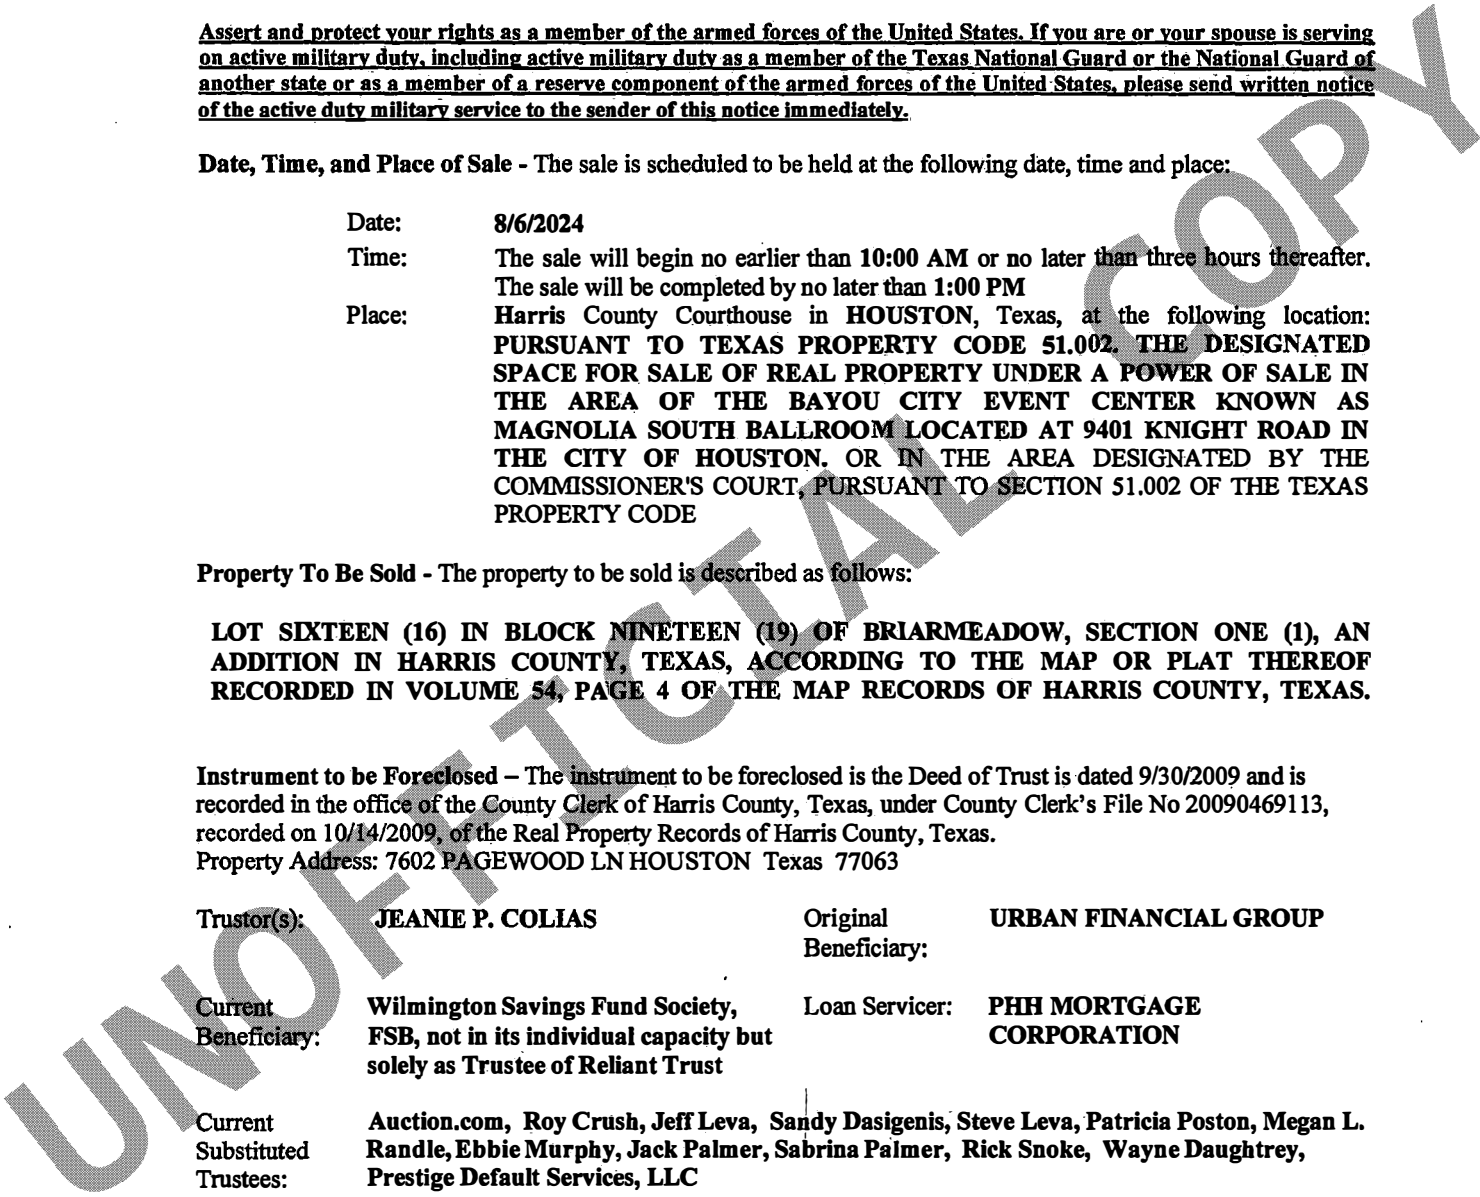 Assert and protect your rights as a member of the armed forces of the United States. If you are or your spouse is serving
on active military duty, including active military duty as a member of the Texas National Guard or the National Guard of
another state or as a member of a reserve component of the armed forces of the United States, please send written notice
of the active duty military service to the sender of this notice immediately.
Date, Time, and Place of Sale - The sale is scheduled to be held at the following date, time and place:
Date: 8/6/2024
Time: The sale will begin no earlier than 10:00 AM or no later than three hours thereafter.
The sale will be completed by no later than 1:00 PM
Place: Harris County Courthouse in HOUSTON, Texas, at the following location:
PURSUANT TO TEXAS PROPERTY CODE 51.002. THE DESIGNATED
SPACE FOR SALE OF REAL PROPERTY UNDER A POWER OF SALE IN
THE AREA OF THE BAYOU CITY EVENT CENTER KNOWN AS
MAGNOLIA SOUTH BALLROOM LOCATED AT 9401 KNIGHT ROAD IN
THE CITY OF HOUSTON. OR IN THE AREA DESIGNATED BY THE
COMMISSIONER'S COURT, PURSUANT TO SECTION 51.002 OF THE TEXAS
PROPERTY CODE
Property To Be Sold - The property to be sold is described as follows:
LOT SIXTEEN (16) IN BLOCK NINETEEN (19) OF BRIARMEADOW, SECTION ONE (1), AN
ADDITION IN HARRIS COUNTY, TEXAS, ACCORDING TO THE MAP OR PLAT THEREOF
RECORDED IN VOLUME 54, PAGE 4 OF THE MAP RECORDS OF HARRIS COUNTY, TEXAS.
Instrument to be Foreclosed – The instrument to be foreclosed is the Deed of Trust is dated 9/30/2009 and is
recorded in the office of the County Clerk of Harris County, Texas, under County Clerk's File No 20090469113,
recorded on 10/14/2009, of the Real Property Records of Harris County, Texas.
Property Address: 7602 PAGEWOOD LN HOUSTON Texas 77063
Trustor(s): JEANIE P. COLIAS Original URBAN FINANCIAL GROUP
Beneficiary:
Current Wilmington Savings Fund Society, Loan Servicer: PHH MORTGAGE
Beneficiary: FSB, not in its individual capacity but CORPORATION
solely as Trustee of Reliant Trust
Current Auction.com, Roy Crush, Jeff Leva, Sandy Dasigenis, Steve Leva, Patricia Poston, Megan L.
Substituted Randle, Ebbie Murphy, Jack Palmer, Sabrina Palmer, Rick Snoke, Wayne Daughtrey,
Trustees: Prestige Default Services, LLC
UNOFFICIAL COPY